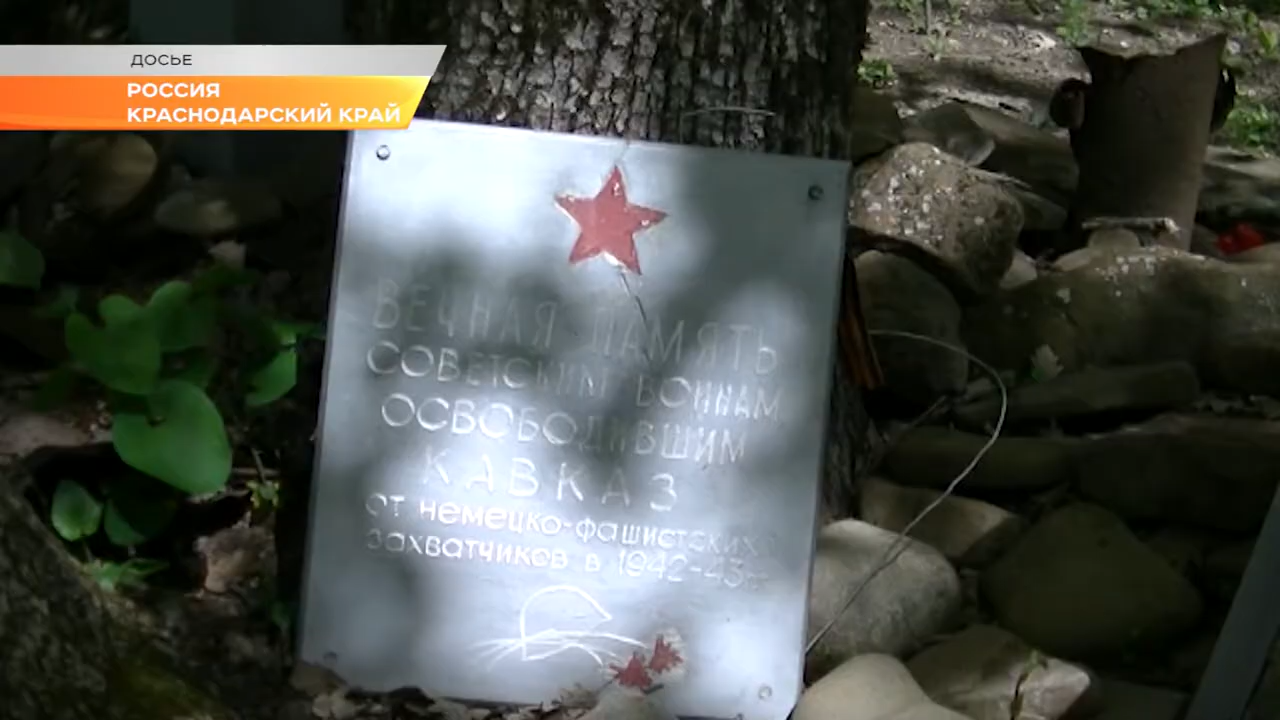 ДОСЬЕ
РОССИЯ
КРАСНОДАРСКИЙ КРАЙ
ВЕЧНАЯ ПАМЯТЬ
СОВЕТСКИМ ВОИНАМ
ОСВОБОДИВШИМ
КАВКАЗ
от немецко-фашистских
захватчиков в 1942-43г.